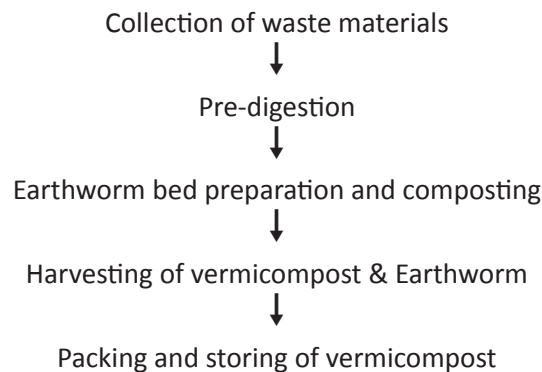 Collection of waste materials
Pre-digestion
Earthworm bed preparation and composting
Harvesting of vermicompost & Earthworm
Packing and storing of vermicompost